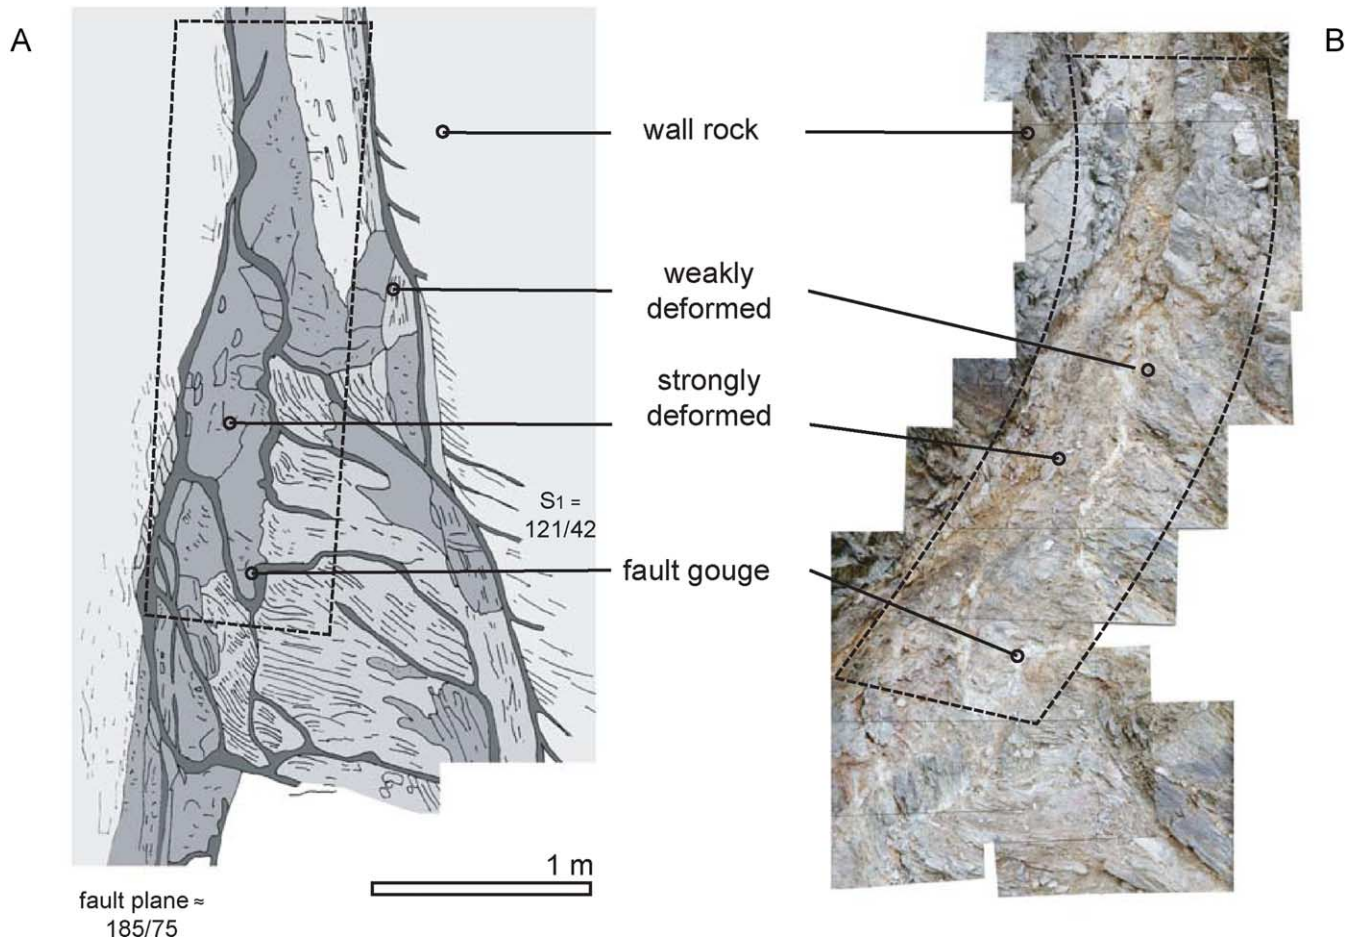 A
B
wall rock
weakly
deformed
strongly
deformed
S1 =
121/42
fault gouge
1 m
fault plane ≈
185/75